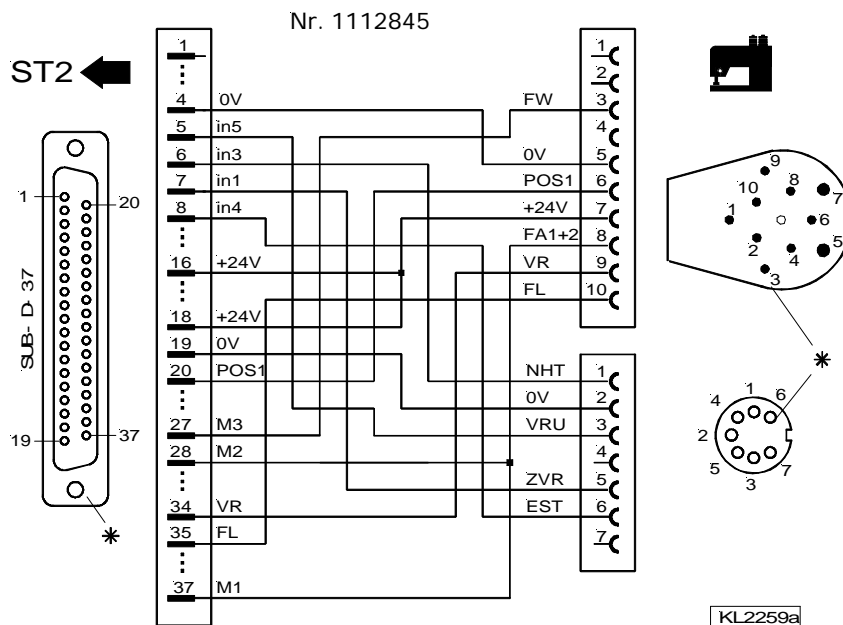 Nr. 1112845
ST2
SUB- D- 37
1
20
19
37
1
4 0V
5 in5
6 in3
7 in1
8 in4
16 +24V
18 +24V
19 0V
20 POS1
27 M3
28 M2
34 VR
35 FL
37 M1
1
2
FW 3
4
0V 5
POS1 6
+24V 7
FA1+2 8
VR 9
FL 10
NHT 1
0V 2
VRU 3
4
ZVR 5
EST 6
7
9
8
10
7
1
6
2
4
5
3
1
4
6
2
5
7
3
KL2259a